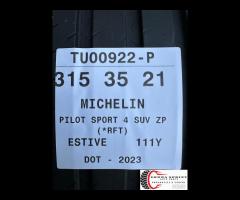 TU00922-P
315 35 21
MICHELIN
PILOT SPORT 4 SUV ZP
(*RFT)
ESTIVE 111Y
DOT - 2023